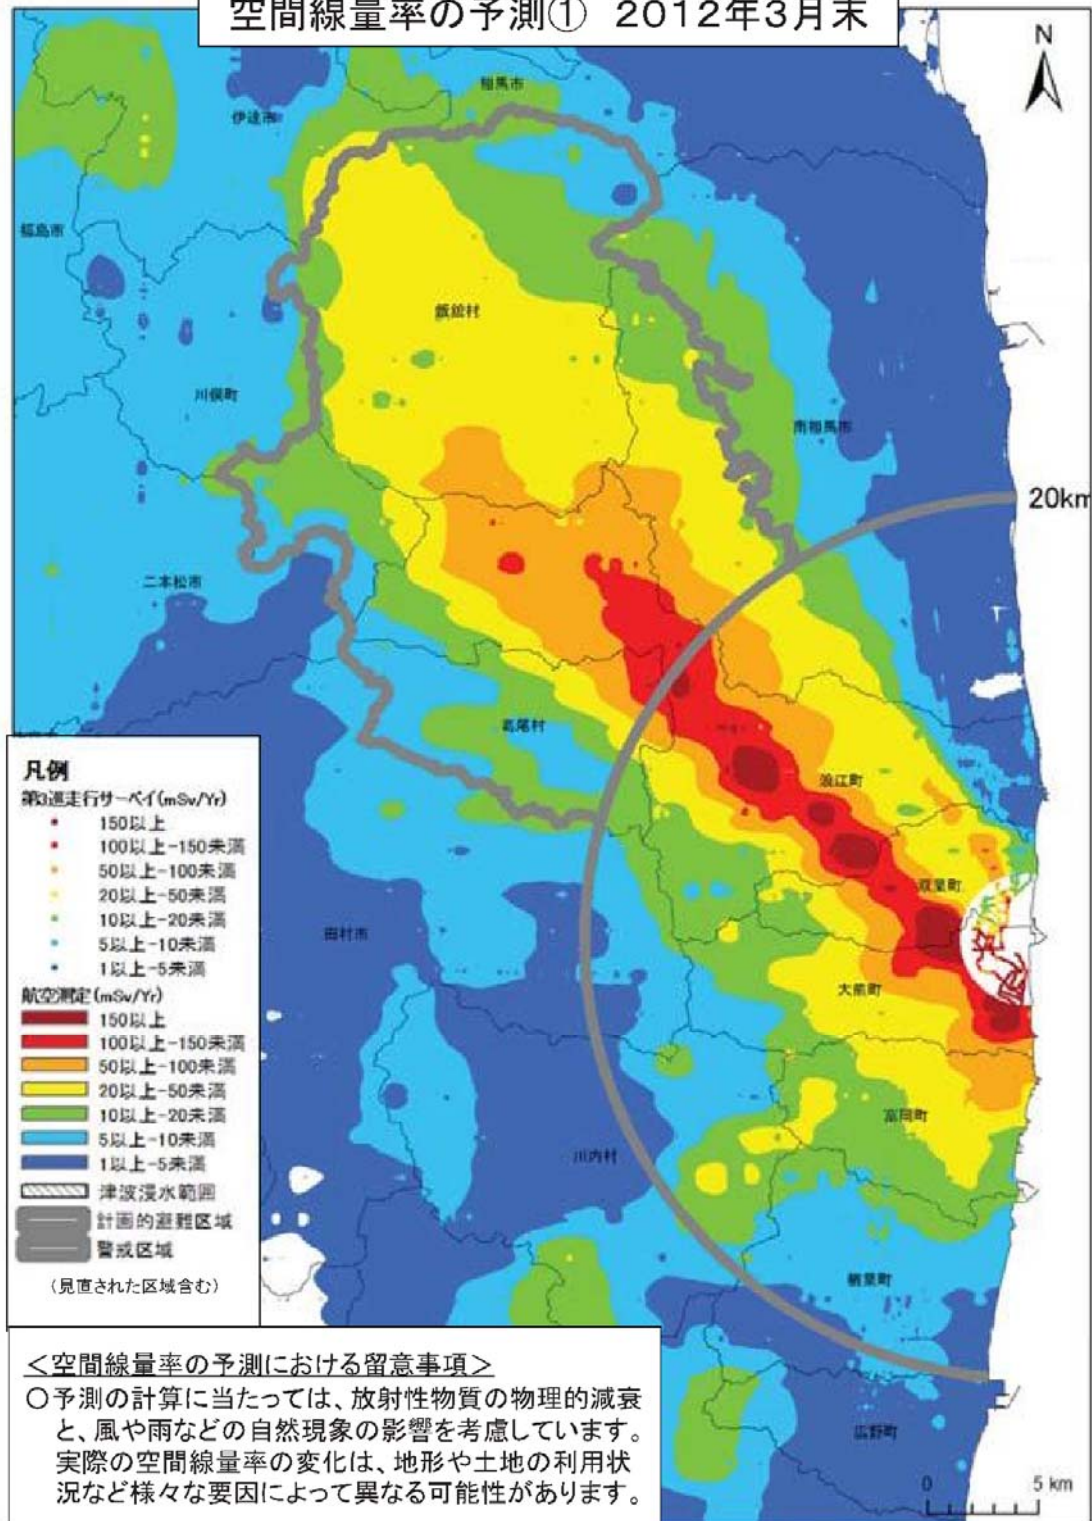 空間線量率の予測① 2012年3月末
N
相馬市
伊達市
福島市
飯舘村
川俣町
南相馬市
20km
二本松市
葛尾村
浪江町
双葉町
田村市
大熊町
富岡町
川内村
楢葉町
広野町
0 5 km
凡例
第3巡走行サーベイ(mSv/Yr)
150以上
100以上-150未満
50以上-100未満
20以上-50未満
10以上-20未満
5以上-10未満
1以上-5未満
航空測定(mSv/Yr)
150以上
100以上-150未満
50以上-100未満
20以上-50未満
10以上-20未満
5以上-10未満
1以上-5未満
津波浸水範囲
計画的避難区域
警戒区域
(見直された区域含む)
<空間線量率の予測における留意事項>
○予測の計算に当たっては、放射性物質の物理的減衰
と、風や雨などの自然現象の影響を考慮しています。
実際の空間線量率の変化は、地形や土地の利用状
況など様々な要因によって異なる可能性があります。